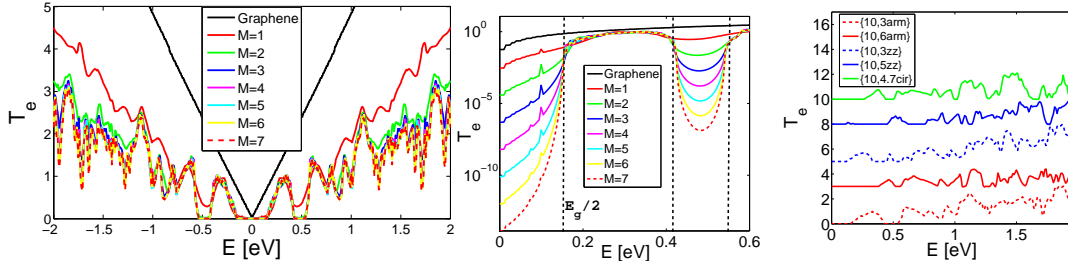 5
4
3
2
1
0
T_e
Graphene
M=1
M=2
M=3
M=4
M=5
M=6
M=7
−2 −1.5 −1 −0.5 0 0.5 1 1.5 2
E [eV]
10^0
10^−5
10^−10
T_e
Graphene
M=1
M=2
M=3
M=4
M=5
M=6
M=7
E_g/2
0 0.2 0.4 0.6
E [eV]
16
14
12
10
8
6
4
2
0
T_e
{10,3arm}
{10,6arm}
{10,3zz}
{10,5zz}
{10,4.7cir}
0 0.5 1 1.5
E [eV]